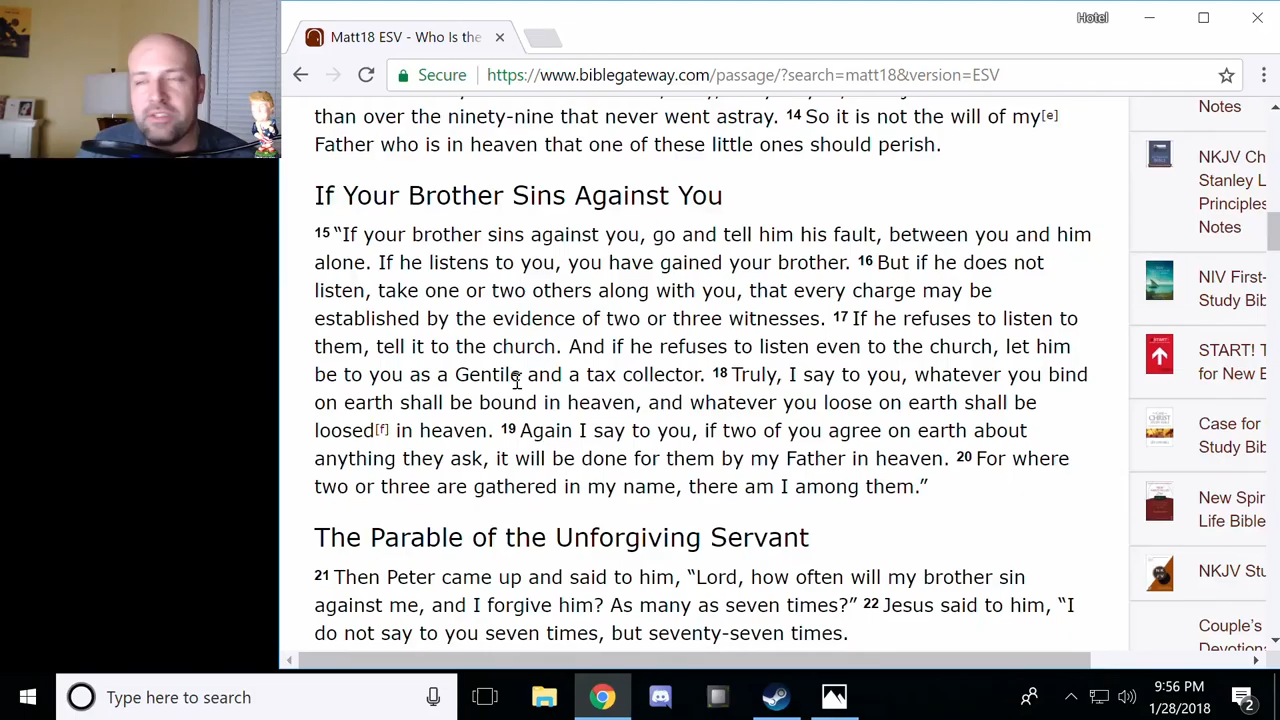 Hotel
Matt18 ESV - Who Is the
Secure https://www.biblegateway.com/passage/?search=matt18&version=ESV
than over the ninety-nine that never went astray. 14 So it is not the will of my[e]
Father who is in heaven that one of these little ones should perish.
If Your Brother Sins Against You
15 “If your brother sins against you, go and tell him his fault, between you and him
alone. If he listens to you, you have gained your brother. 16 But if he does not
listen, take one or two others along with you, that every charge may be
established by the evidence of two or three witnesses. 17 If he refuses to listen to
them, tell it to the church. And if he refuses to listen even to the church, let him
be to you as a Gentile and a tax collector. 18 Truly, I say to you, whatever you bind
on earth shall be bound in heaven, and whatever you loose on earth shall be
loosed[f] in heaven. 19 Again I say to you, if two of you agree on earth about
anything they ask, it will be done for them by my Father in heaven. 20 For where
two or three are gathered in my name, there am I among them.”
The Parable of the Unforgiving Servant
21 Then Peter came up and said to him, “Lord, how often will my brother sin
against me, and I forgive him? As many as seven times?” 22 Jesus said to him, “I
do not say to you seven times, but seventy-seven times.
Notes
NKJV Ch
Stanley L
Principles
Notes
NIV First-
Study Bib
START! T
for New E
Case for
Study Bib
New Spir
Life Bible
NKJV Stu
Couple's
Devotiona
Type here to search
9:56 PM
1/28/2018
2